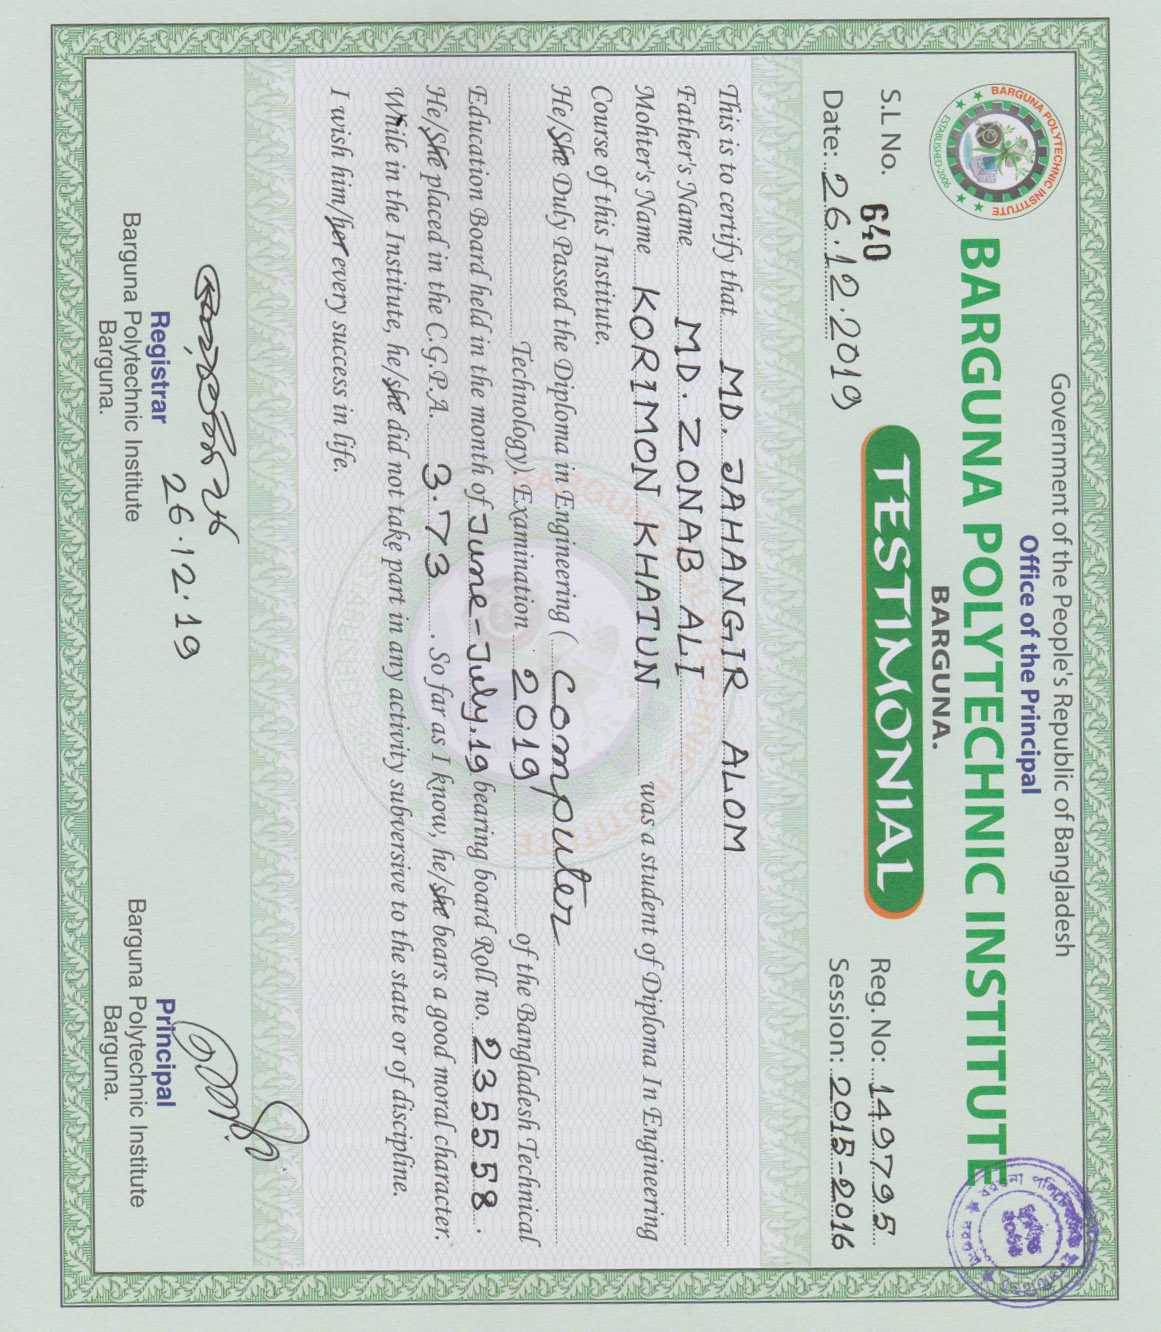 Government of the People's Republic of Bangladesh
Office of the Principal
BARGUNA POLYTECHNIC INSTITUTE
BARGUNA.
TESTIMONIAL
BARGUNA POLYTECHNIC INSTITUTE
ESTABLISHED-2006
S.L No. 640
Date: 26.12.2019
Reg. No: 149795
Session: 2015-2016
This is to certify that MD. JAHANGIR ALOM
Father's Name MD. ZONAB ALI
Mohter's Name KORIMON KHATUN was a student of Diploma In Engineering
Course of this Institute.
He/She Duly Passed the Diploma in Engineering ( Computer
Technology). Examination 2019 of the Bangladesh Technical
Education Board held in the month of June-July.19 bearing board Roll no. 235558 .
He/She placed in the C.G.P.A. 3.73 . So far as I know, he/she bears a good moral character.
While in the Institute, he/she did not take part in any activity subversive to the state or of discipline.
I wish him/her every success in life.
BARGUNA POLYTECHNIC INSTITUTE
ESTABLISHED-2006
26.12.19
Registrar
Barguna Polytechnic Institute
Barguna.
Principal
Barguna Polytechnic Institute
Barguna.